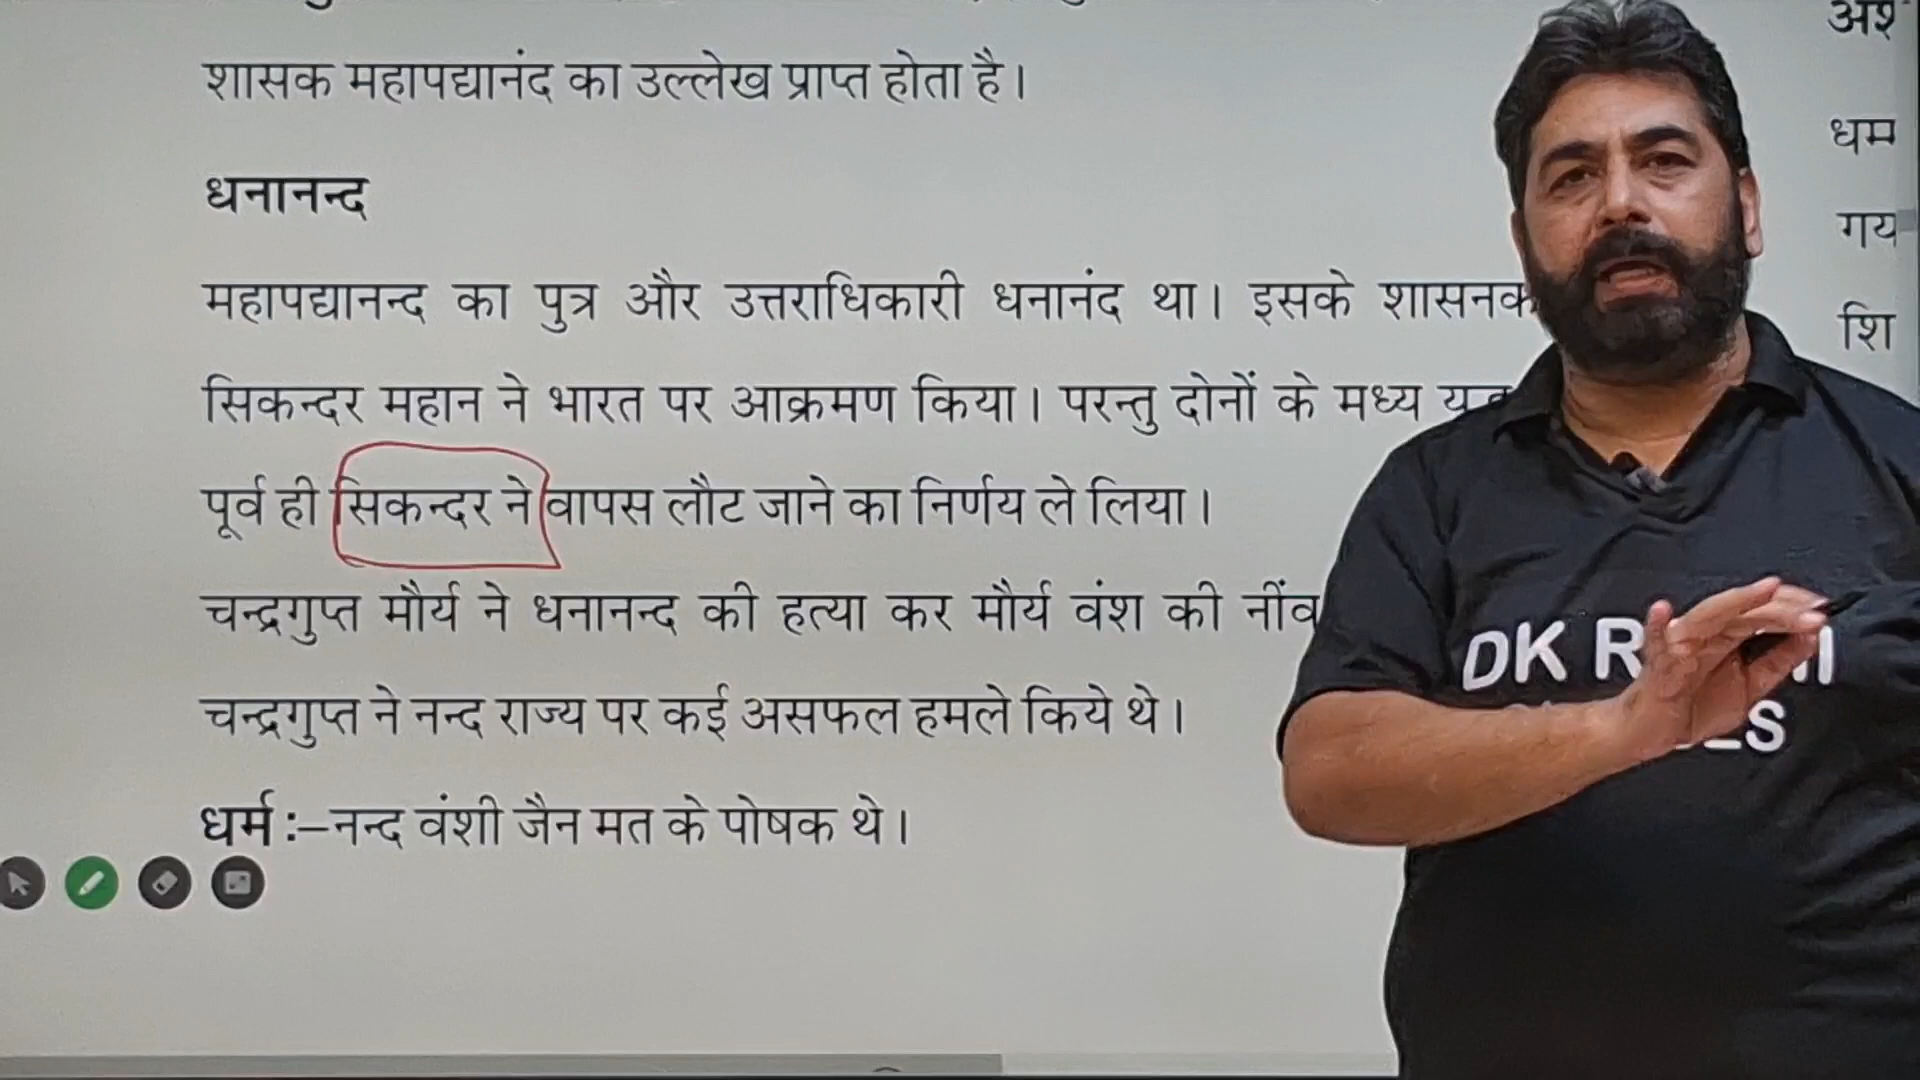 शासक महापद्यानंद का उल्लेख प्राप्त होता है।
धनानन्द
महापद्यानन्द का पुत्र और उत्तराधिकारी धनानंद था। इसके
सिकन्दर महान ने भारत पर आक्रमण किया। परन्तु दोनों के मध्य
पूर्व ही सिकन्दर ने वापस लौट जाने का निर्णय ले लिया।
चन्द्रगुप्त मौर्य ने धनानन्द की हत्या कर मौर्य वंश की नींव
चन्द्रगुप्त ने नन्द राज्य पर कई असफल हमले किये थे।
धर्म :–नन्द वंशी जैन मत के पोषक थे।
DK